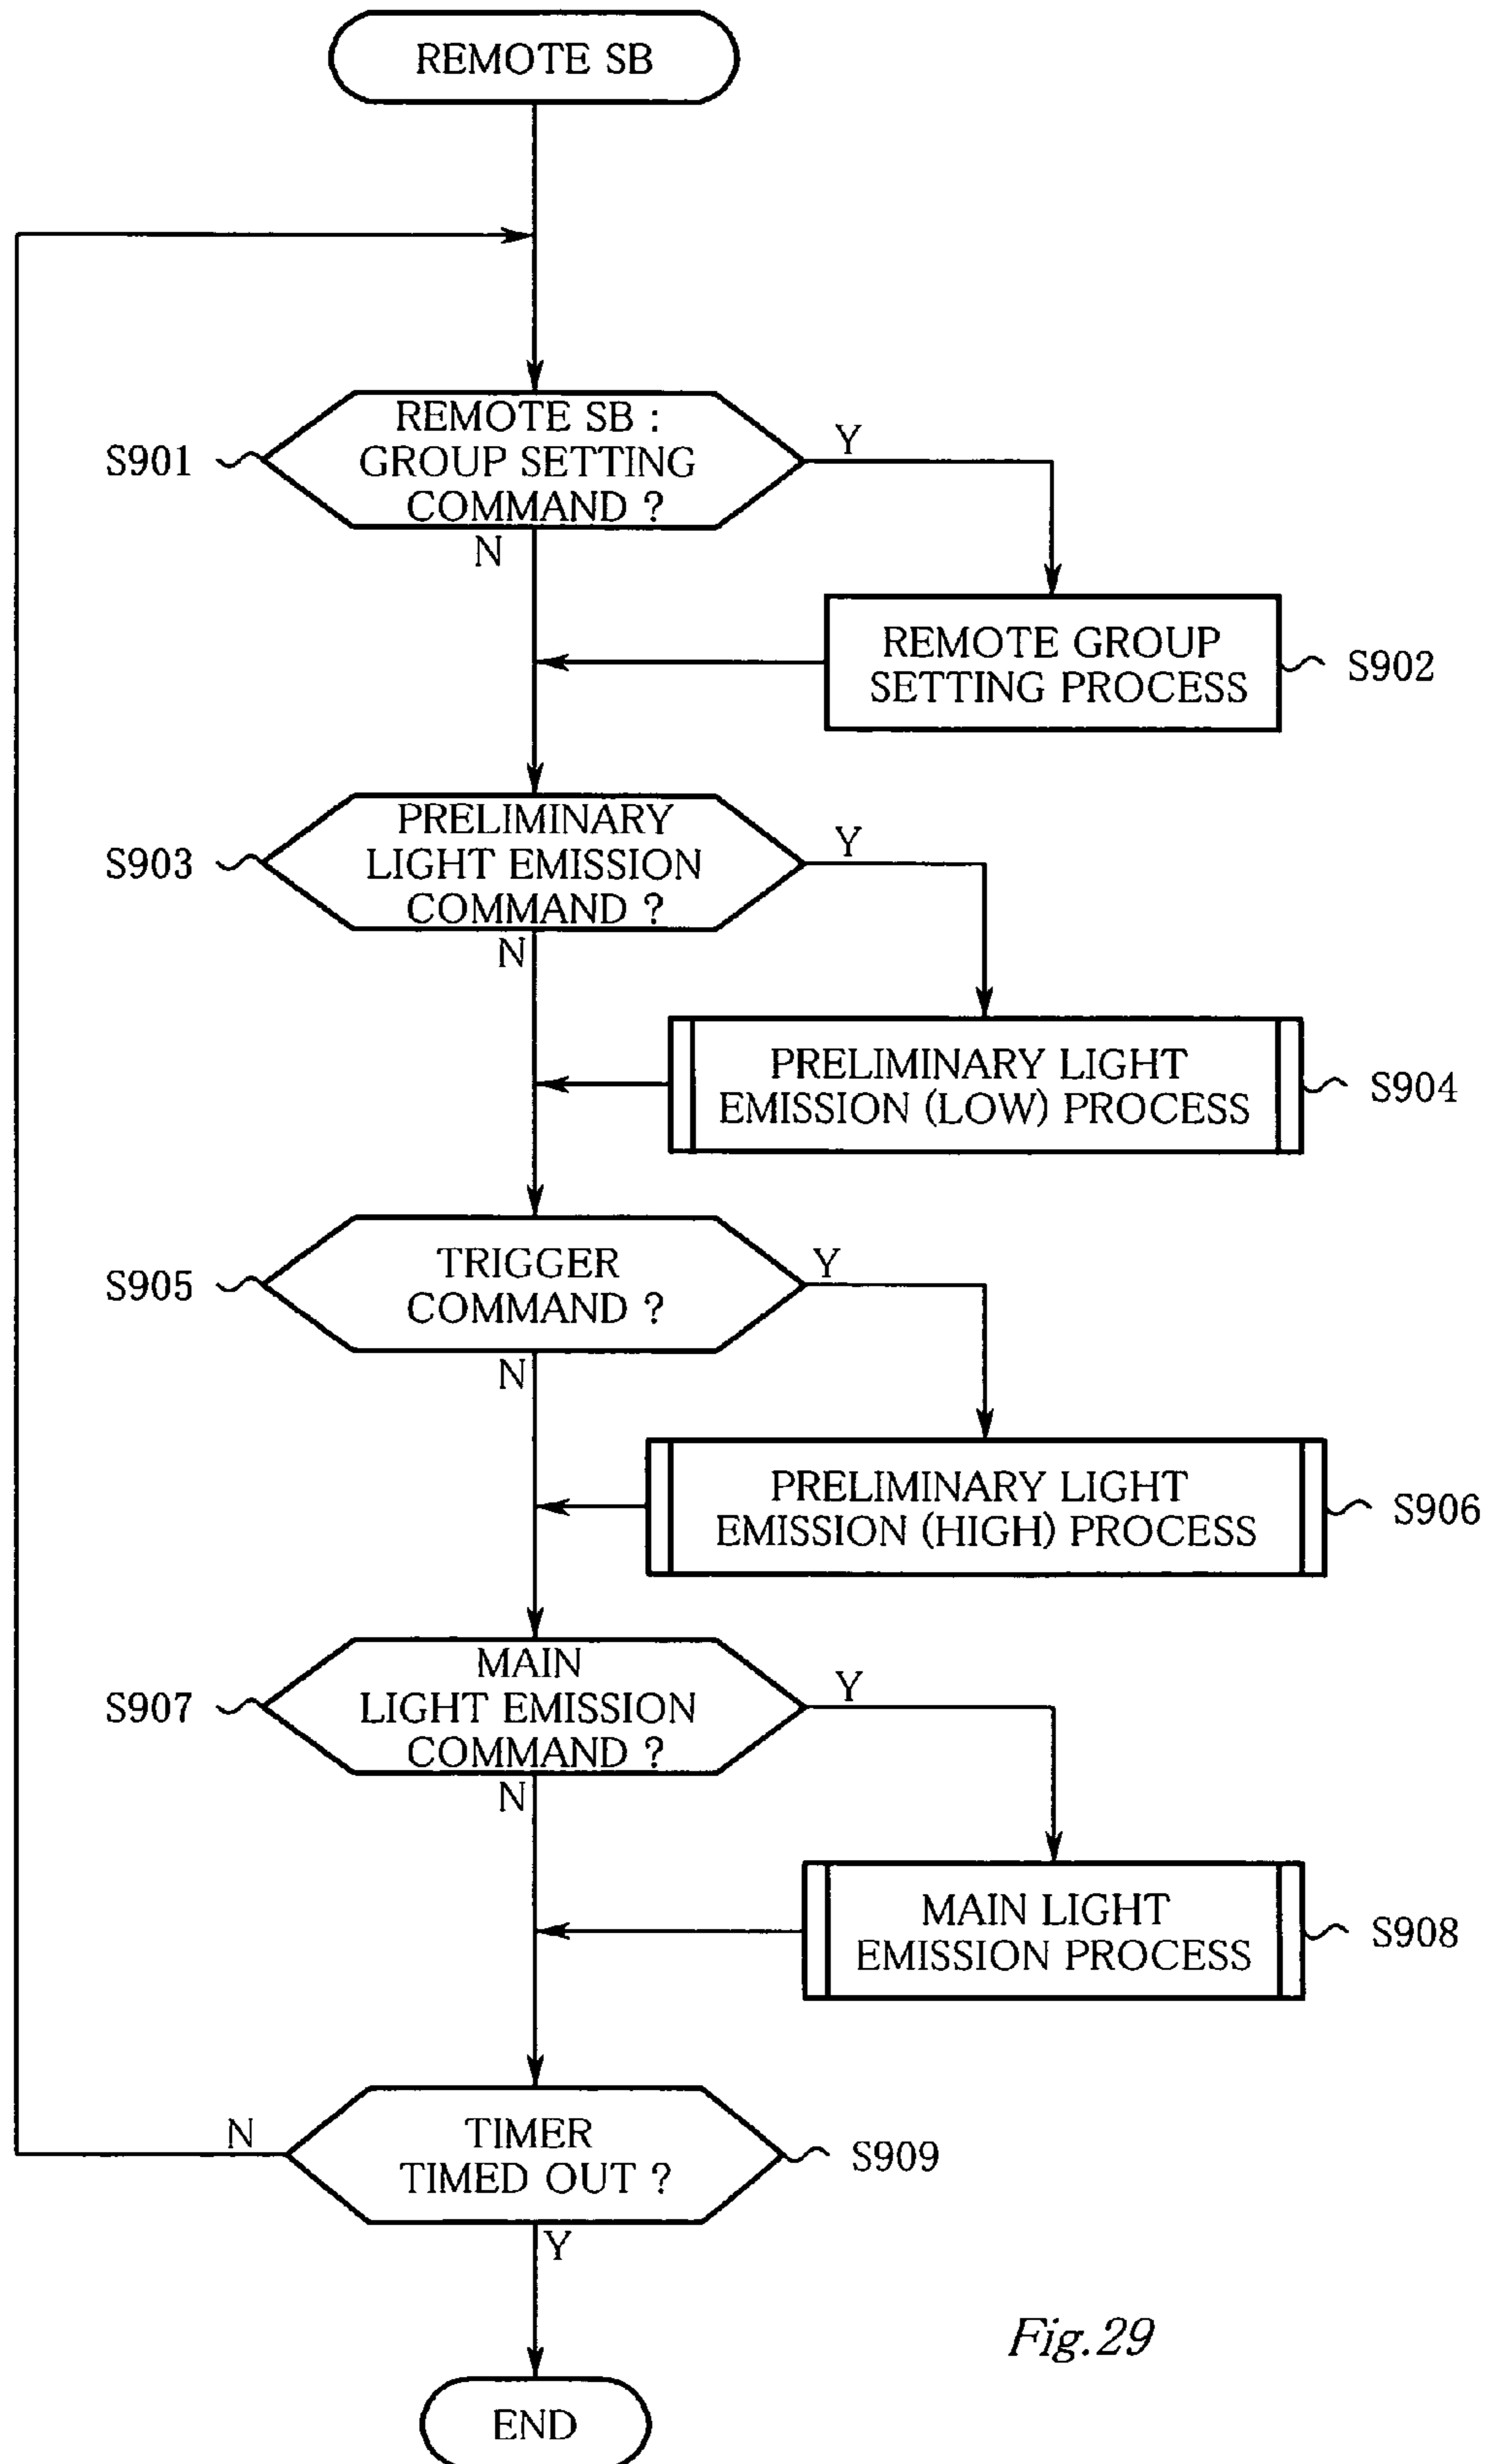 REMOTE SB
REMOTE SB :
GROUP SETTING
COMMAND ?
S901
Y
N
REMOTE GROUP
SETTING PROCESS
S902
PRELIMINARY
LIGHT EMISSION
COMMAND ?
S903
Y
N
PRELIMINARY LIGHT
EMISSION (LOW) PROCESS
S904
TRIGGER
COMMAND ?
S905
Y
N
PRELIMINARY LIGHT
EMISSION (HIGH) PROCESS
S906
MAIN
LIGHT EMISSION
COMMAND ?
S907
Y
N
MAIN LIGHT
EMISSION PROCESS
S908
TIMER
TIMED OUT ?
S909
N
Y
END
Fig.29